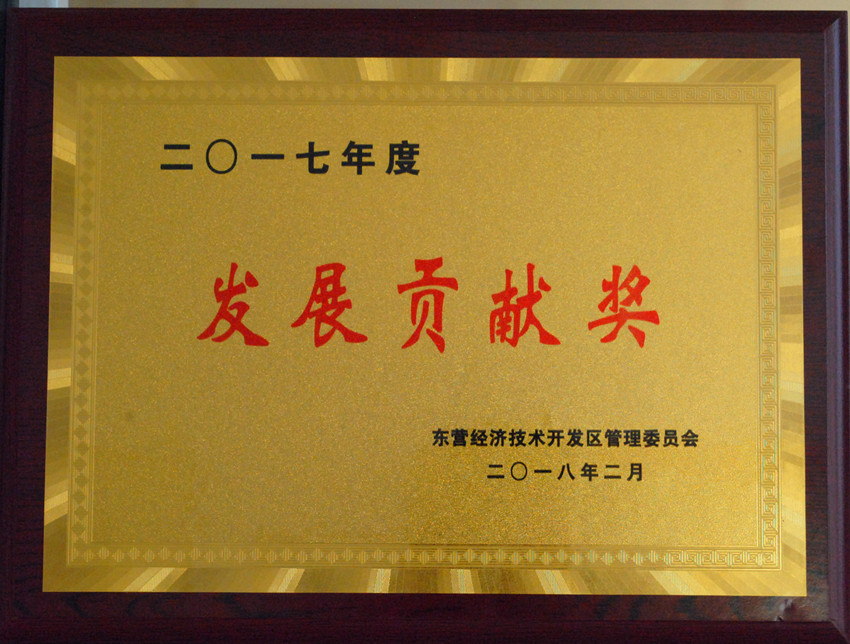 二〇一七年度
发展贡献奖
东营经济技术开发区管理委员会
二〇一八年二月